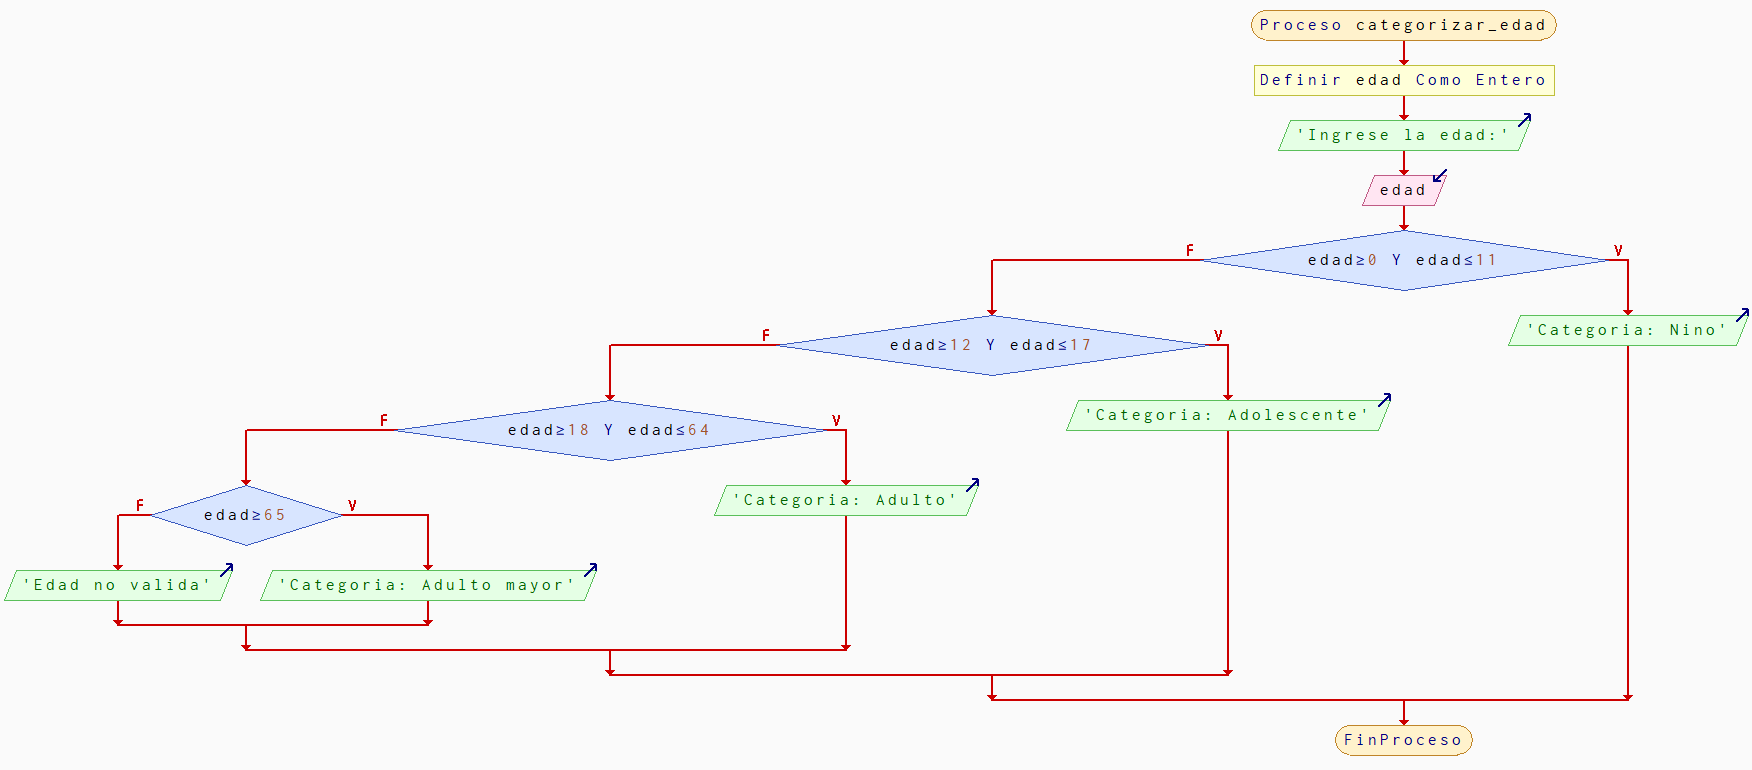 Proceso categorizar_edad
Definir edad Como Entero
'Ingrese la edad:'
edad
F
edad≥0 Y edad≤11
V
F
edad≥12 Y edad≤17
V
'Categoria: Nino'
F
edad≥18 Y edad≤64
V
'Categoria: Adolescente'
F
edad≥65
V
'Categoria: Adulto'
'Edad no valida'
'Categoria: Adulto mayor'
FinProceso